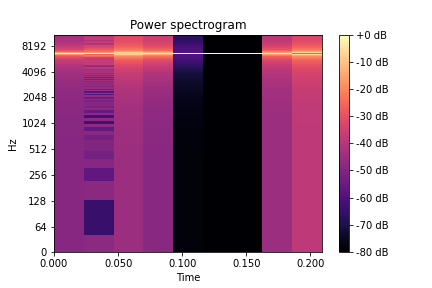 Power spectrogram
8192
4096
2048
1024
512
256
128
64
0
Hz
0.000 0.050 0.100 0.150 0.200
Time
+0 dB
-10 dB
-20 dB
-30 dB
-40 dB
-50 dB
-60 dB
-70 dB
-80 dB